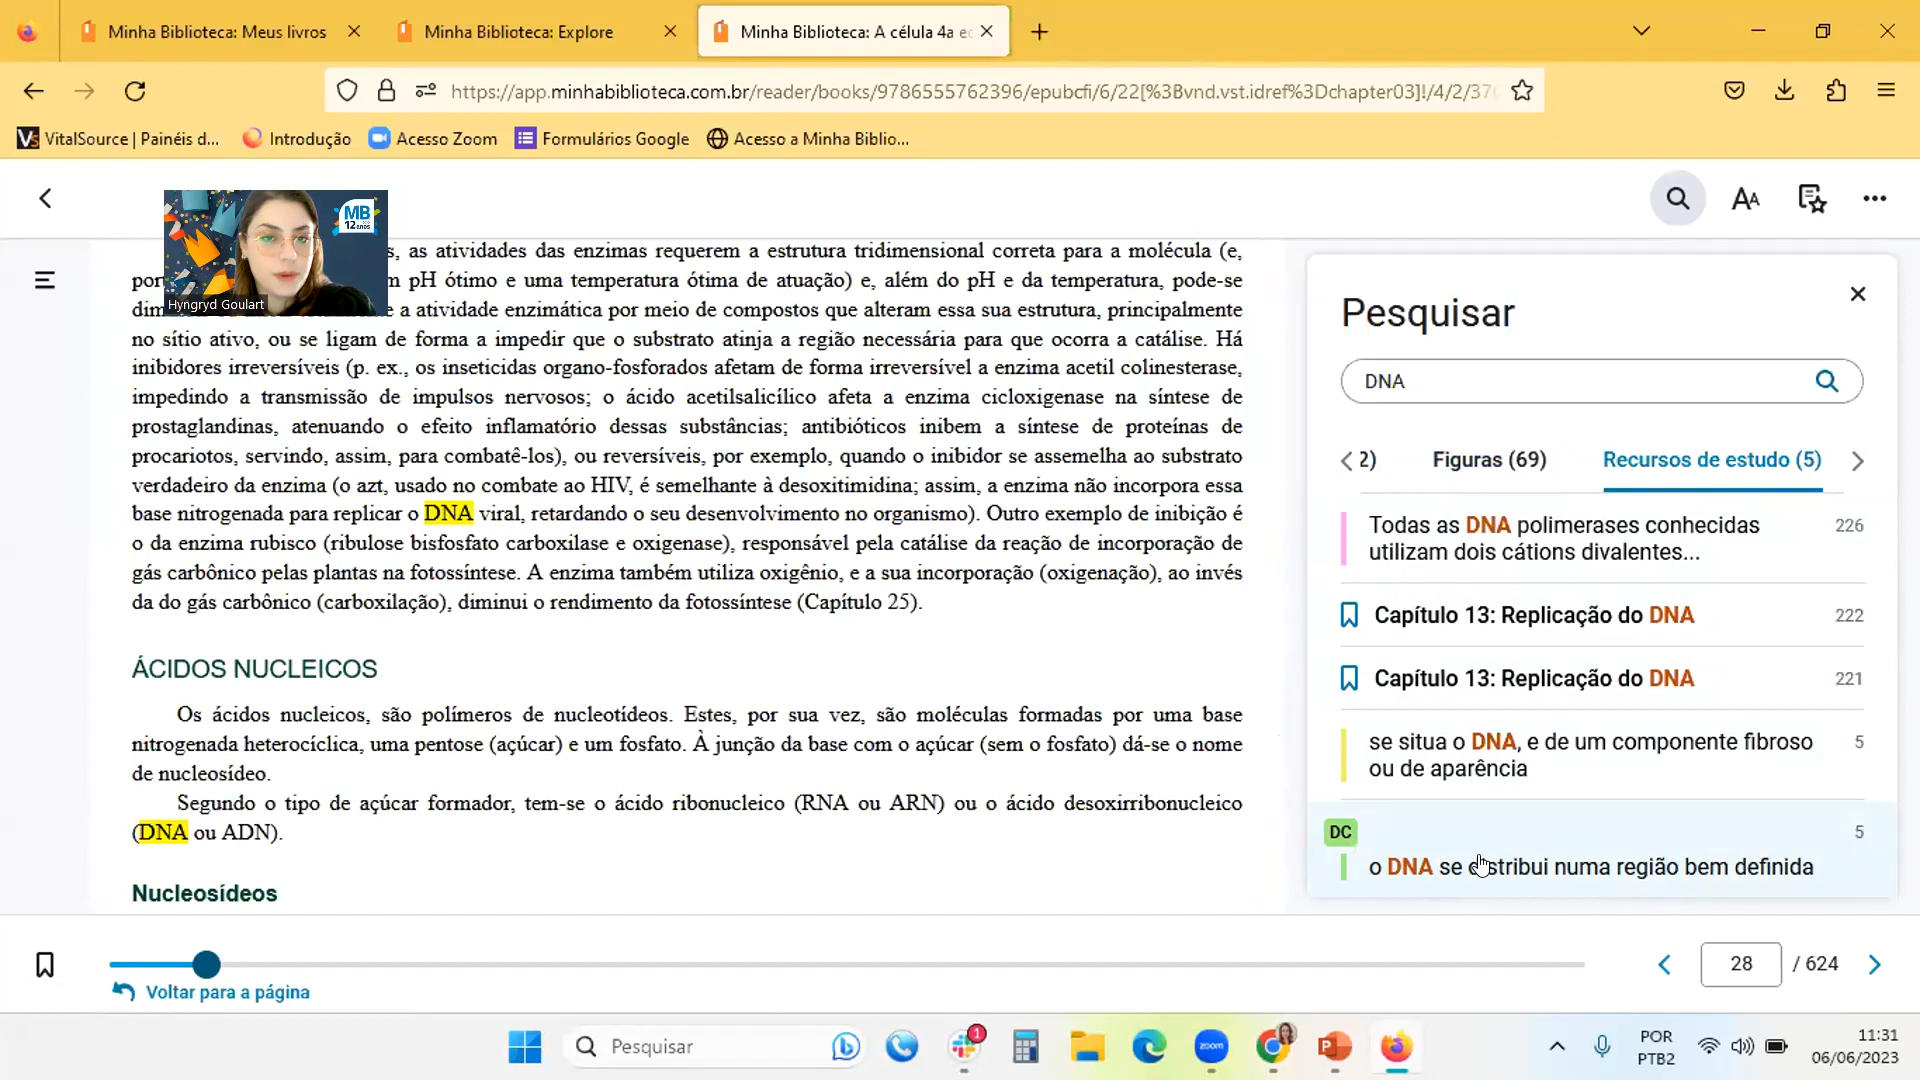 Minha Biblioteca: Meus livros
Minha Biblioteca: Explore
Minha Biblioteca: A célula 4a ed
https://app.minhabiblioteca.com.br/reader/books/9786555762396/epubcfi/6/22[%3Bvnd.vst.idref%3Dchapter03]!/4/2/370
VitalSource | Painéis d...
Introdução
Acesso Zoom
Formulários Google
Acesso a Minha Biblio...
MB
12 anos
Hyngryd Goulart
s, as atividades das enzimas requerem a estrutura tridimensional correta para a molécula (e,
por m pH ótimo e uma temperatura ótima de atuação) e, além do pH e da temperatura, pode-se
dim e a atividade enzimática por meio de compostos que alteram essa sua estrutura, principalmente
no sítio ativo, ou se ligam de forma a impedir que o substrato atinja a região necessária para que ocorra a catálise. Há
inibidores irreversíveis (p. ex., os inseticidas organo-fosforados afetam de forma irreversível a enzima acetil colinesterase,
impedindo a transmissão de impulsos nervosos; o ácido acetilsalicílico afeta a enzima cicloxigenase na síntese de
prostaglandinas, atenuando o efeito inflamatório dessas substâncias; antibióticos inibem a síntese de proteínas de
procariotos, servindo, assim, para combatê-los), ou reversíveis, por exemplo, quando o inibidor se assemelha ao substrato
verdadeiro da enzima (o azt, usado no combate ao HIV, é semelhante à desoxitimidina; assim, a enzima não incorpora essa
base nitrogenada para replicar o DNA viral, retardando o seu desenvolvimento no organismo). Outro exemplo de inibição é
o da enzima rubisco (ribulose bisfosfato carboxilase e oxigenase), responsável pela catálise da reação de incorporação de
gás carbônico pelas plantas na fotossíntese. A enzima também utiliza oxigênio, e a sua incorporação (oxigenação), ao invés
da do gás carbônico (carboxilação), diminui o rendimento da fotossíntese (Capítulo 25).
ÁCIDOS NUCLEICOS
Os ácidos nucleicos, são polímeros de nucleotídeos. Estes, por sua vez, são moléculas formadas por uma base
nitrogenada heterocíclica, uma pentose (açúcar) e um fosfato. À junção da base com o açúcar (sem o fosfato) dá-se o nome
de nucleosídeo.
Segundo o tipo de açúcar formador, tem-se o ácido ribonucleico (RNA ou ARN) ou o ácido desoxirribonucleico
(DNA ou ADN).
Nucleosídeos
AA
Pesquisar
DNA
2)
Figuras (69)
Recursos de estudo (5)
Todas as DNA polimerases conhecidas
utilizam dois cátions divalentes...
226
Capítulo 13: Replicação do DNA
222
Capítulo 13: Replicação do DNA
221
se situa o DNA, e de um componente fibroso
ou de aparência
5
DC
5
o DNA se distribui numa região bem definida
Voltar para a página
28
/ 624
Pesquisar
1
zoom
POR
PTB2
11:31
06/06/2023